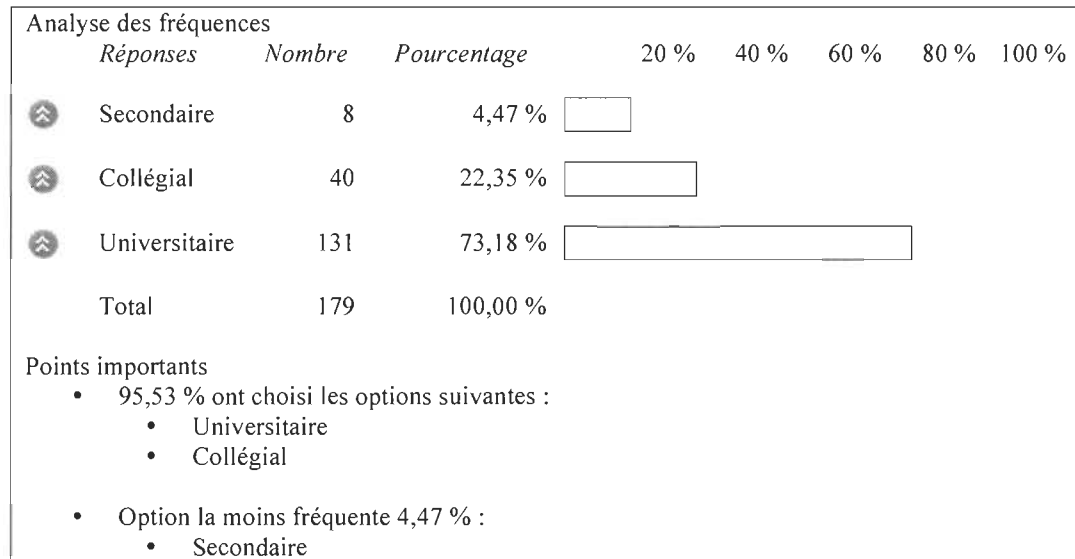 Analyse des fréquences
Réponses Nombre Pourcentage 20 % 40 % 60 % 80 % 100 %
Secondaire 8 4,47 %
Collégial 40 22,35 %
Universitaire 131 73,18 %
Total 179 100,00 %
Points importants
• 95,53 % ont choisi les options suivantes :
• Universitaire
• Collégial
• Option la moins fréquente 4,47 % :
• Secondaire